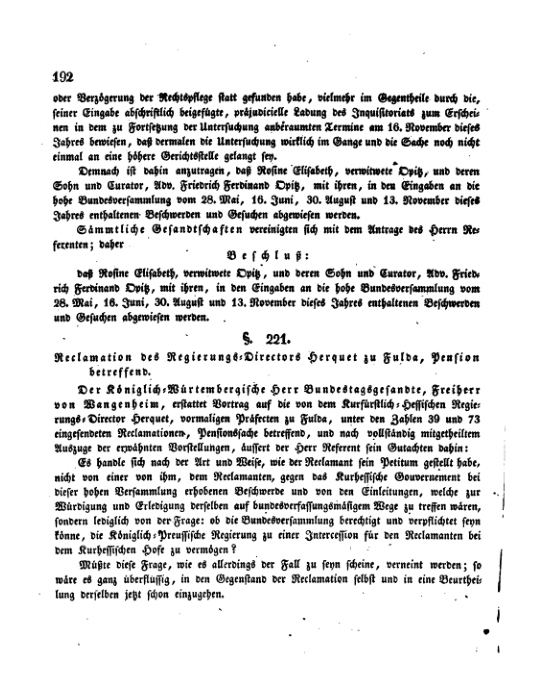 192
oder Verzögerung der Rechtspflege statt gefunden habe, vielmehr im Gegentheile durch die,
seiner Eingabe abschriftlich beigefügte, präjudicielle Ladung des Inquisitoriats zum Erschei-
nen in dem zu Fortsetzung der Untersuchung anberaumten Termine am 16. November dieses
Jahres bewiesen, daß dermalen die Untersuchung wirklich im Gange und die Sache noch nicht
einmal an eine höhere Gerichtsstelle gelangt sey.
Demnach ist dahin anzutragen, daß Rosine Elisabeth, verwitwete Opitz, und deren
Sohn und Curator, Adv. Friedrich Ferdinand Opitz, mit ihren, in den Eingaben an die
hohe Bundesversammlung vom 28. Mai, 16. Juni, 30. August und 13. November dieses
Jahres enthaltenen Beschwerden und Gesuchen abgewiesen werden.
Sämmtliche Gesandtschaften vereinigten sich mit dem Antrage des Herrn Re-
ferenten; daher
Beschluß:
daß Rosine Elisabeth, verwitwete Opitz, und deren Sohn und Curator, Adv. Fried-
rich Ferdinand Opitz, mit ihren, in den Eingaben an die hohe Bundesversammlung vom
28. Mai, 16. Juni, 30. August und 13. November dieses Jahres enthaltenen Beschwerden
und Gesuchen abgewiesen werden.
§. 221.
Reclamation des Regierungs-Directors Herquet zu Fulda, Pension
betreffend.
Der Königlich-Würtembergische Herr Bundestagsgesandte, Freiherr
von Wangenheim, erstattet Vortrag auf die von dem Kurfürstlich-Hessischen Regie-
rungs-Director Herquet, vormaligen Präfecten zu Fulda, unter den Zahlen 39 und 73
eingesendeten Reclamationen, Pensionssache betreffend, und nach vollständig mitgetheiltem
Auszuge der erwähnten Vorstellungen, äussert der Herr Referent sein Gutachten dahin:
Es handle sich nach der Art und Weise, wie der Reclamant sein Petitum gestellt habe,
nicht von einer von ihm, dem Reclamanten, gegen das Kurhessische Gouvernement bei
dieser hohen Versammlung erhobenen Beschwerde und von den Einleitungen, welche zur
Würdigung und Erledigung derselben auf bundesverfassungsmäsigem Wege zu treffen wären,
sondern lediglich von der Frage: ob die Bundesversammlung berechtigt und verpflichtet seyn
könne, die Königlich-Preussische Regierung zu einer Intercession für den Reclamanten bei
dem Kurhessischen Hofe zu vermögen?
Müßte diese Frage, wie es allerdings der Fall zu seyn scheine, verneint werden; so
wäre es ganz überflüssig, in den Gegenstand der Reclamation selbst und in eine Beurthei-
lung derselben jetzt schon einzugehen.